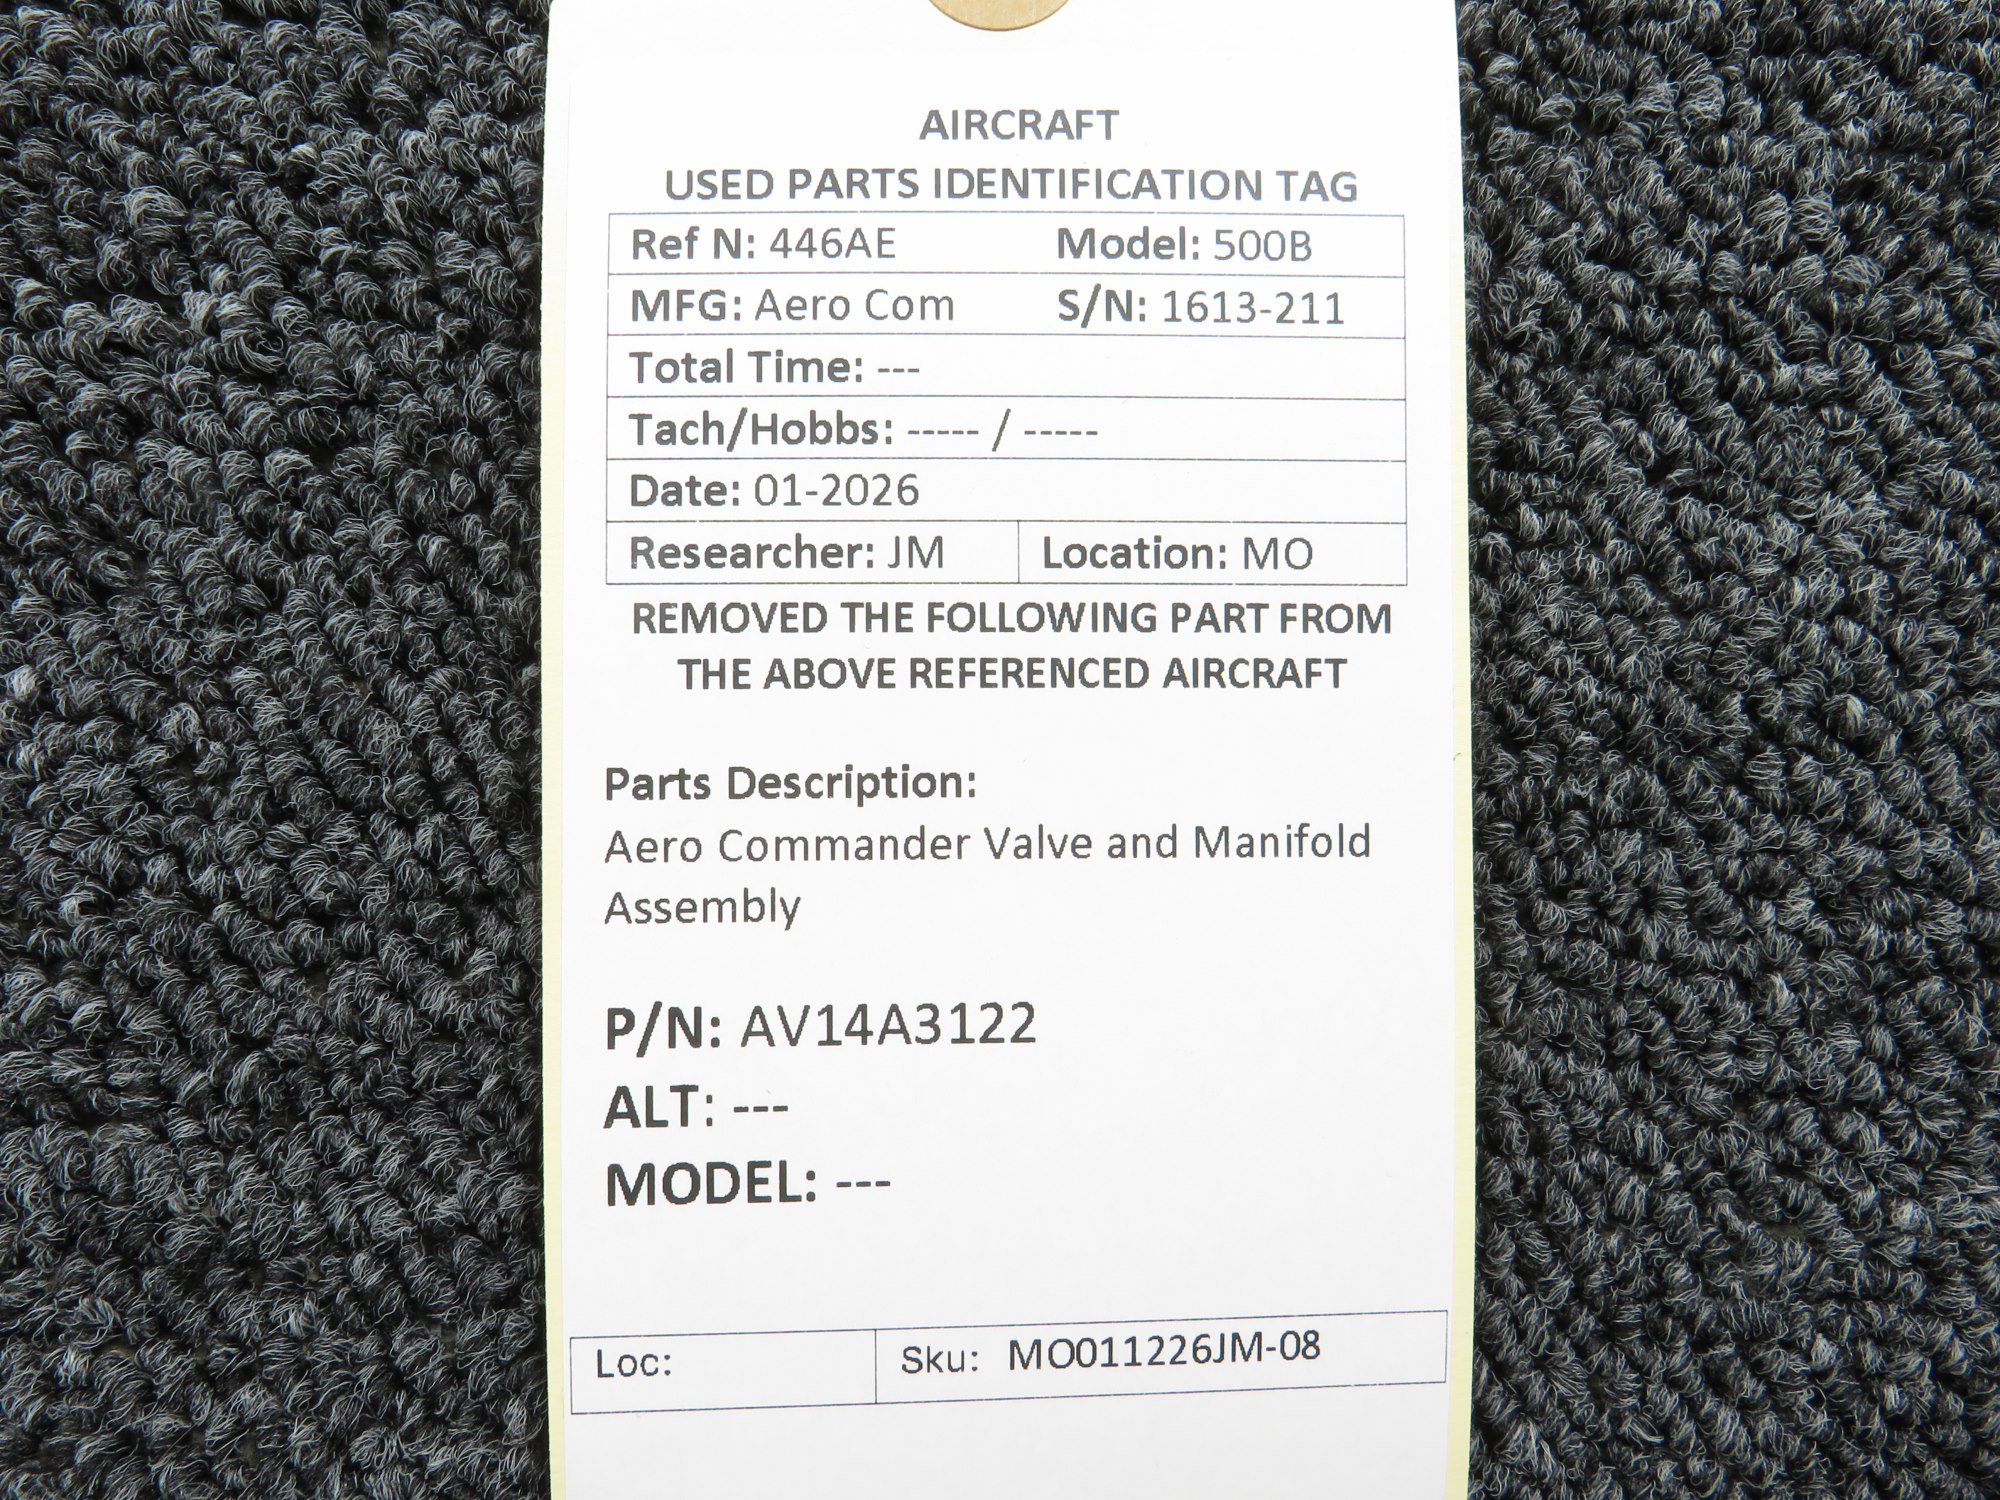 AIRCRAFT
USED PARTS IDENTIFICATION TAG
Ref N: 446AE Model: 500B
MFG: Aero Com S/N: 1613-211
Total Time: ---
Tach/Hobbs: ----- / -----
Date: 01-2026
Researcher: JM Location: MO
REMOVED THE FOLLOWING PART FROM
THE ABOVE REFERENCED AIRCRAFT
Parts Description:
Aero Commander Valve and Manifold
Assembly
P/N: AV14A3122
ALT: ---
MODEL: ---
Loc: Sku: MO011226JM-08